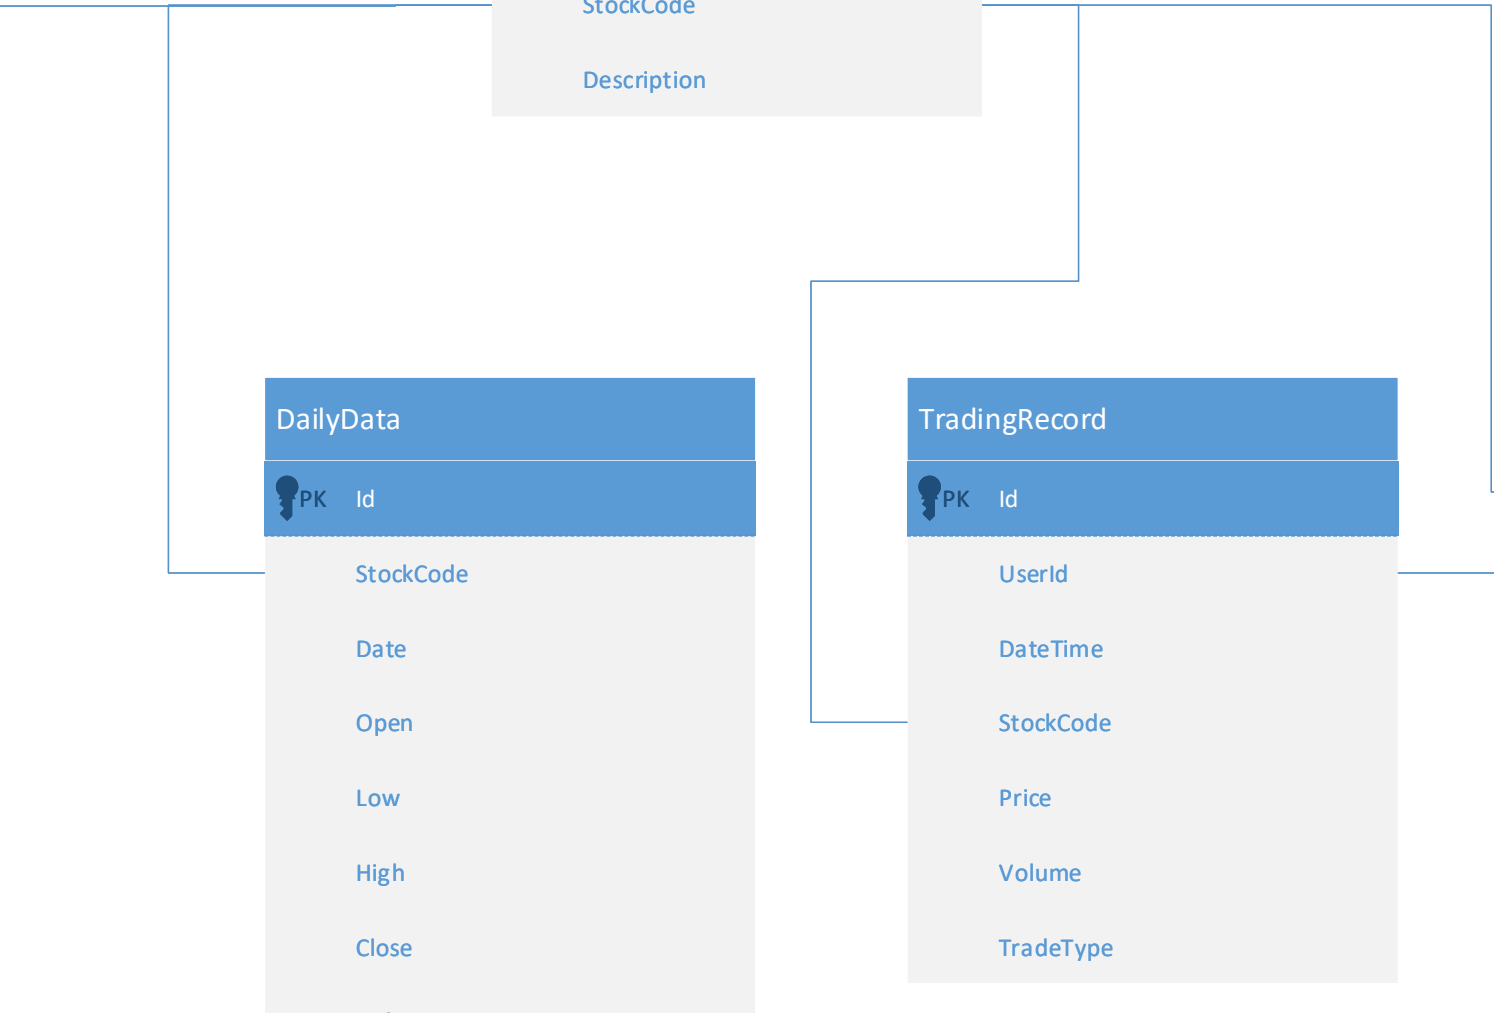 StockCode
Description
DailyData
PK Id
StockCode
Date
Open
Low
High
Close
TradingRecord
PK Id
UserId
DateTime
StockCode
Price
Volume
TradeType